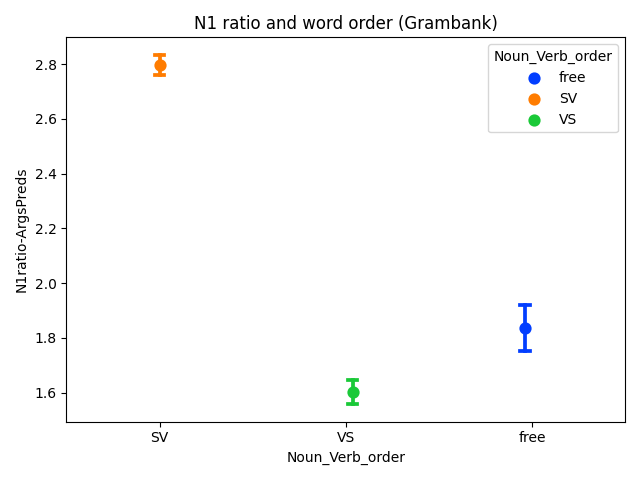 N1 ratio and word order (Grambank)
Noun_Verb_order
free
SV
VS
N1ratio-ArgsPreds
2.8
2.6
2.4
2.2
2.0
1.8
1.6
SV VS free
Noun_Verb_order